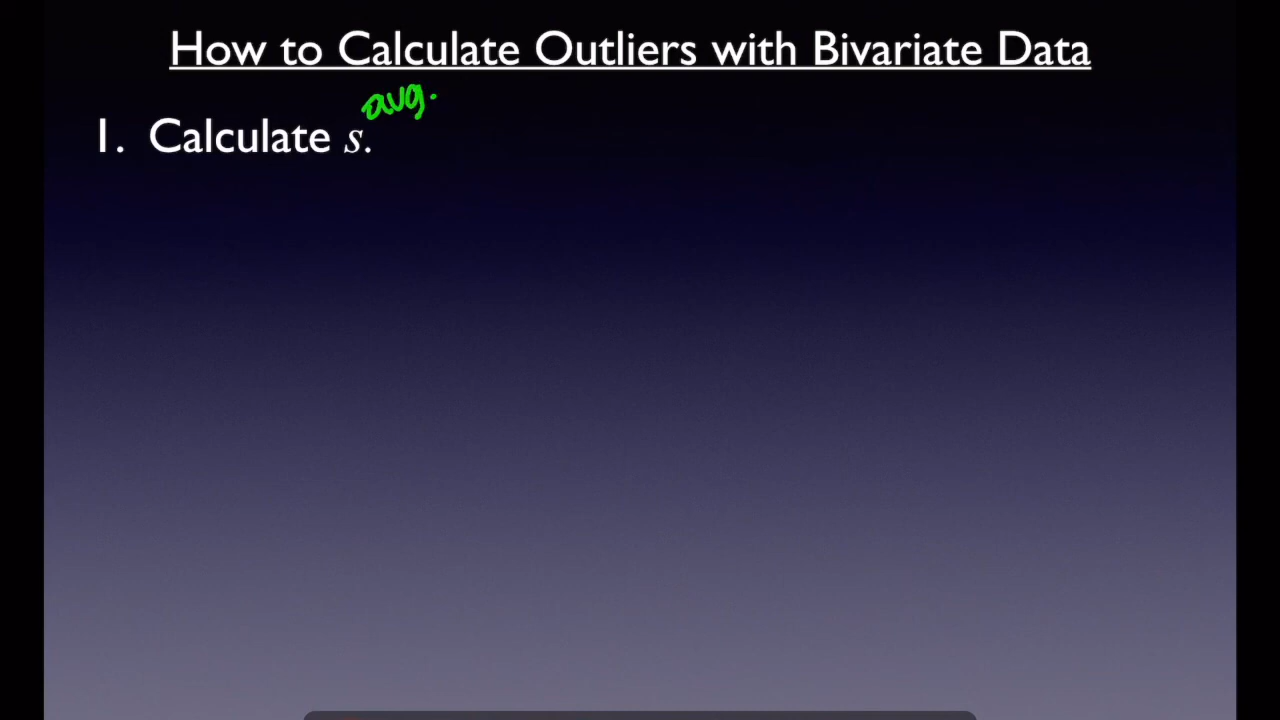 How to Calculate Outliers with Bivariate Data
avg.
1. Calculate s.